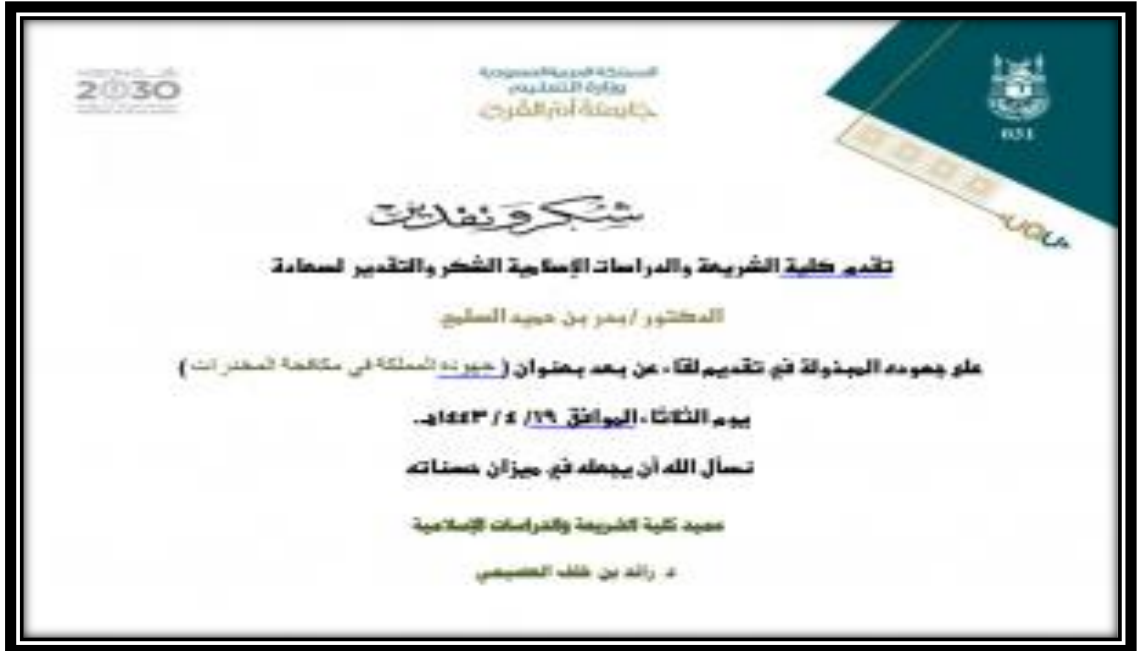 2030
المملكة العربية السعودية
وزارة التعليم
جامعة أم القرى
031
UQU
شكر وتقدير
تقدم كلية الشريعة والدراسات الإسلامية الشكر والتقدير لسعادة
الدكتور / بدر بن حميد
على جهوده المبذولة في تقديم لقاء عن بعد بعنوان ( جهود المملكة في مكافحة المخدرات )
يوم الثلاثاء الموافق ٢٩/ ٤ / ١٤٤٣هـ.
نسأل الله أن يجعله في ميزان حسناته
عميد كلية الشريعة والدراسات الإسلامية
د. رائد بن خلف العصيمي